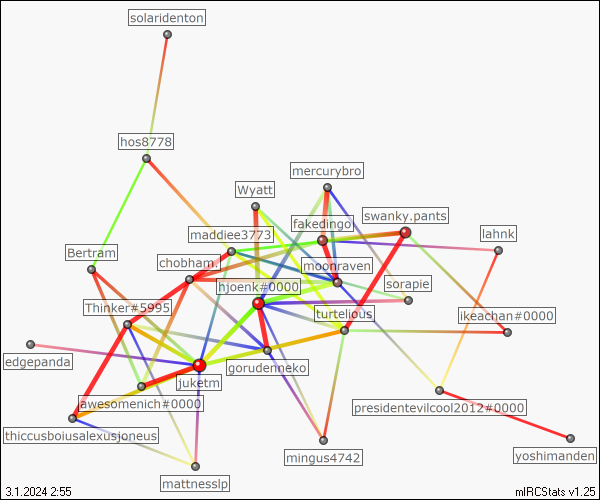 solaridenton
hos8778
mercurybro
Wyatt
swanky.pants
fakedingo
maddiee3773
lahnk
Bertram
chobham.
moonraven
hjoenk#0000
sorapie
Thinker#5995
turtelious
ikeachan#0000
edgepanda
gorudenneko
juketm
awesomenich#0000
presidentevilcool2012#0000
thiccusboiusalexusjoneus
yoshimanden
mingus4742
mattnesslp
3.1.2024 2:55
mIRCStats v1.25